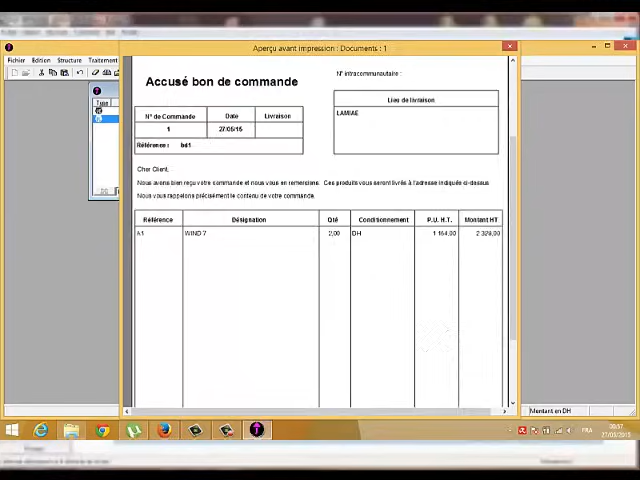 Aperçu avant impression : Documents : 1
Fichier Edition Structure Traitement
Type
Accusé bon de commande
N° intracommunautaire :
N° de Commande Date Livraison
1 27/05/15
Référence : bd1
Lieu de livraison
LAMIAE
Cher Client,
Nous avons bien reçu votre commande et nous vous en remercions. Ces produits vous seront livrés à l'adresse indiquée ci-dessus
Nous vous rappelons précisément le contenu de votre commande.
Référence Désignation Qté Conditionnement P.U. H.T. Montant HT
A1 WIND 7 2,00 DH 1 164,00 2 328,00
Montant en DH
FRA
00:57
27/05/2015